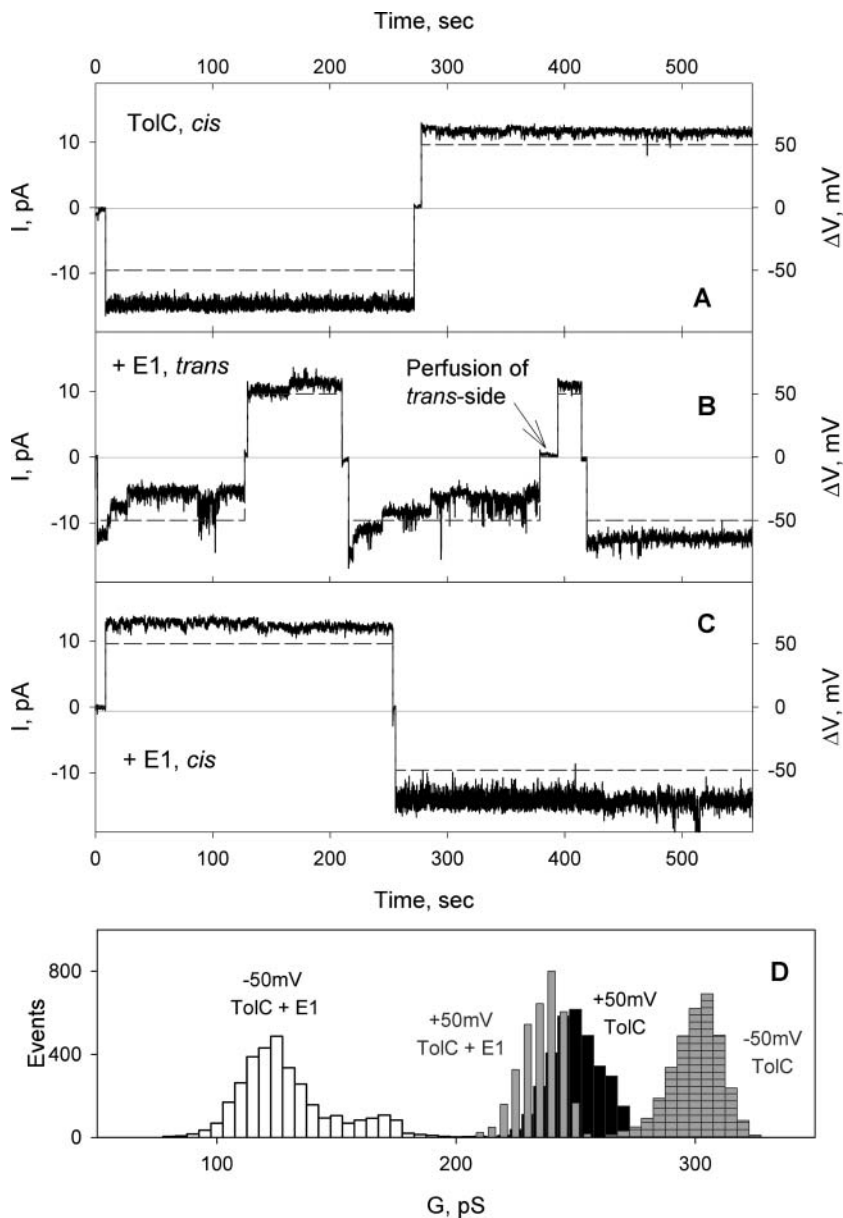 Time, sec
0 100 200 300 400 500
TolC, cis
10
0
-10
I, pA
50
0
-50
ΔV, mV
A
+ E1, trans
Perfusion of
trans-side
10
0
-10
I, pA
50
0
-50
ΔV, mV
B
C
10
0
-10
I, pA
50
0
-50
ΔV, mV
+ E1, cis
0 100 200 300 400 500
Time, sec
D
800
400
0
Events
-50mV
TolC + E1
+50mV
TolC + E1
+50mV
TolC
-50mV
TolC
100 200 300
G, pS